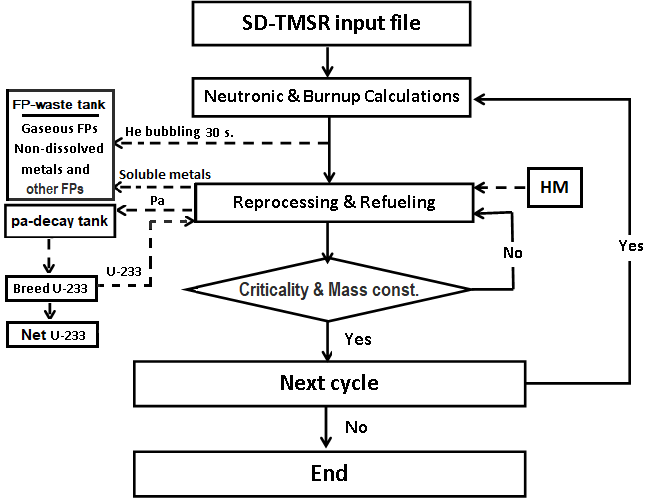 SD-TMSR input file
Neutronic & Burnup Calculations
FP-waste tank
Gaseous FPs
Non-dissolved
metals and
other FPs
He bubbling 30 s.
Soluble metals
Pa
Reprocessing & Refueling
HM
pa-decay tank
U-233
Breed U-233
Net U-233
No
Yes
Criticality & Mass const.
Yes
Next cycle
No
End